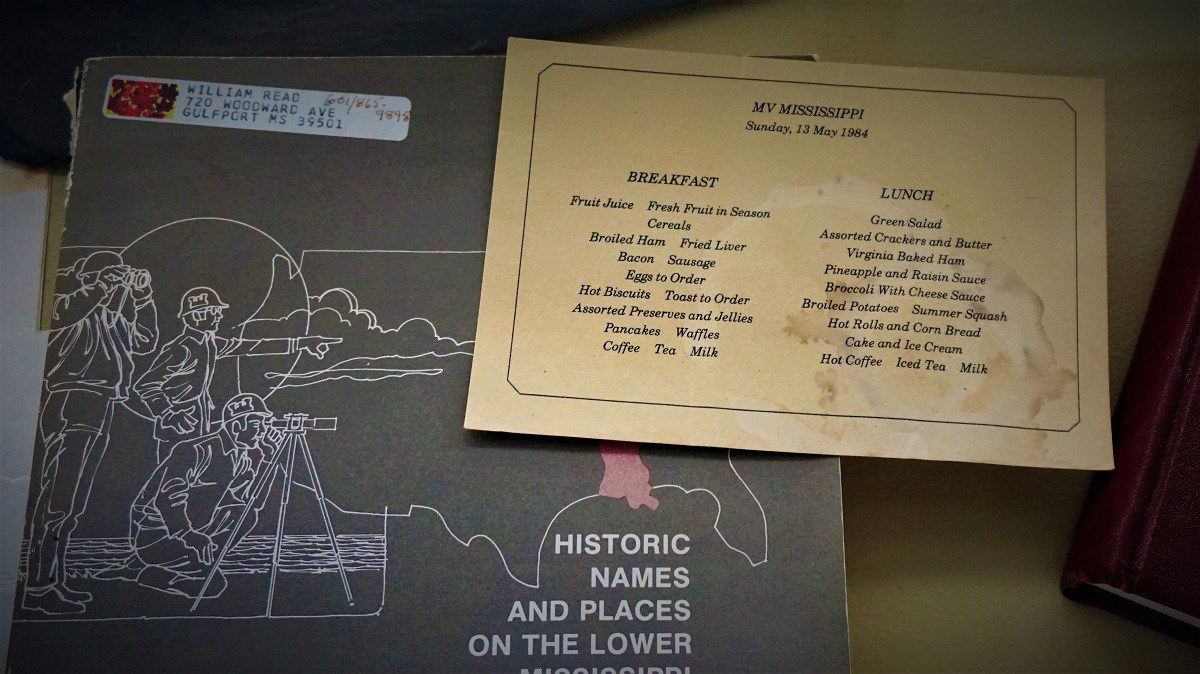 WILLIAM READ
720 WOODWARD AVE
GULFPORT MS 39501
601/865-
9898
MV MISSISSIPPI
Sunday, 13 May 1984
BREAKFAST
Fruit Juice Fresh Fruit in Season
Cereals
Broiled Ham Fried Liver
Bacon Sausage
Eggs to Order
Hot Biscuits Toast to Order
Assorted Preserves and Jellies
Pancakes Waffles
Coffee Tea Milk
LUNCH
Green Salad
Assorted Crackers and Butter
Virginia Baked Ham
Pineapple and Raisin Sauce
Broccoli With Cheese Sauce
Broiled Potatoes Summer Squash
Hot Rolls and Corn Bread
Cake and Ice Cream
Hot Coffee Iced Tea Milk
HISTORIC
NAMES
AND PLACES
ON THE LOWER
MISSISSIPPI